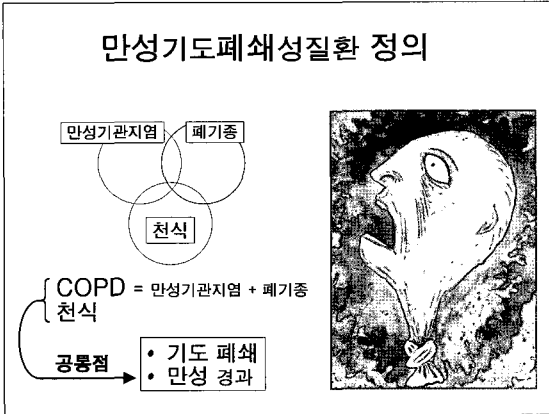 만성기도폐쇄성질환 정의
만성기관지염
폐기종
천식
COPD = 만성기관지염 + 폐기종
천식
공통점
• 기도 폐쇄
• 만성 경과